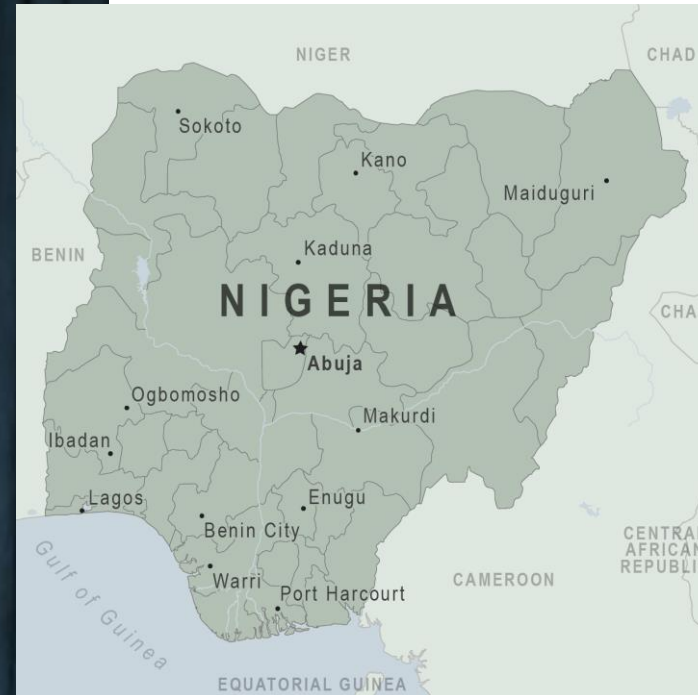 NIGER
CHAD
Sokoto
Kano
Maiduguri
BENIN
Kaduna
NIGERIA
CHA
Abuja
Ogbomosho
Makurdi
Ibadan
Lagos
Enugu
Benin City
CENTRA
AFRICAN
REPUBLI
Gulf of Guinea
Warri
CAMEROON
Port Harcourt
EQUATORIAL GUINEA